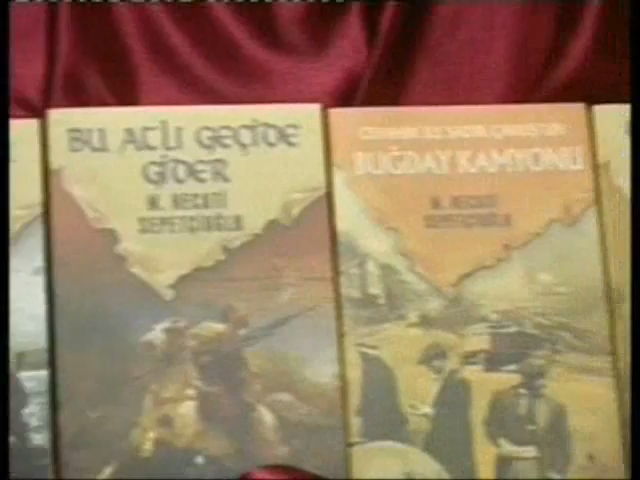 BU ATLI GEÇİDE
GİDER
M. NECATİ
SEPETÇİOĞLU
BUĞDAY KAMYONU
M. NECATİ
SEPETÇİOĞLU